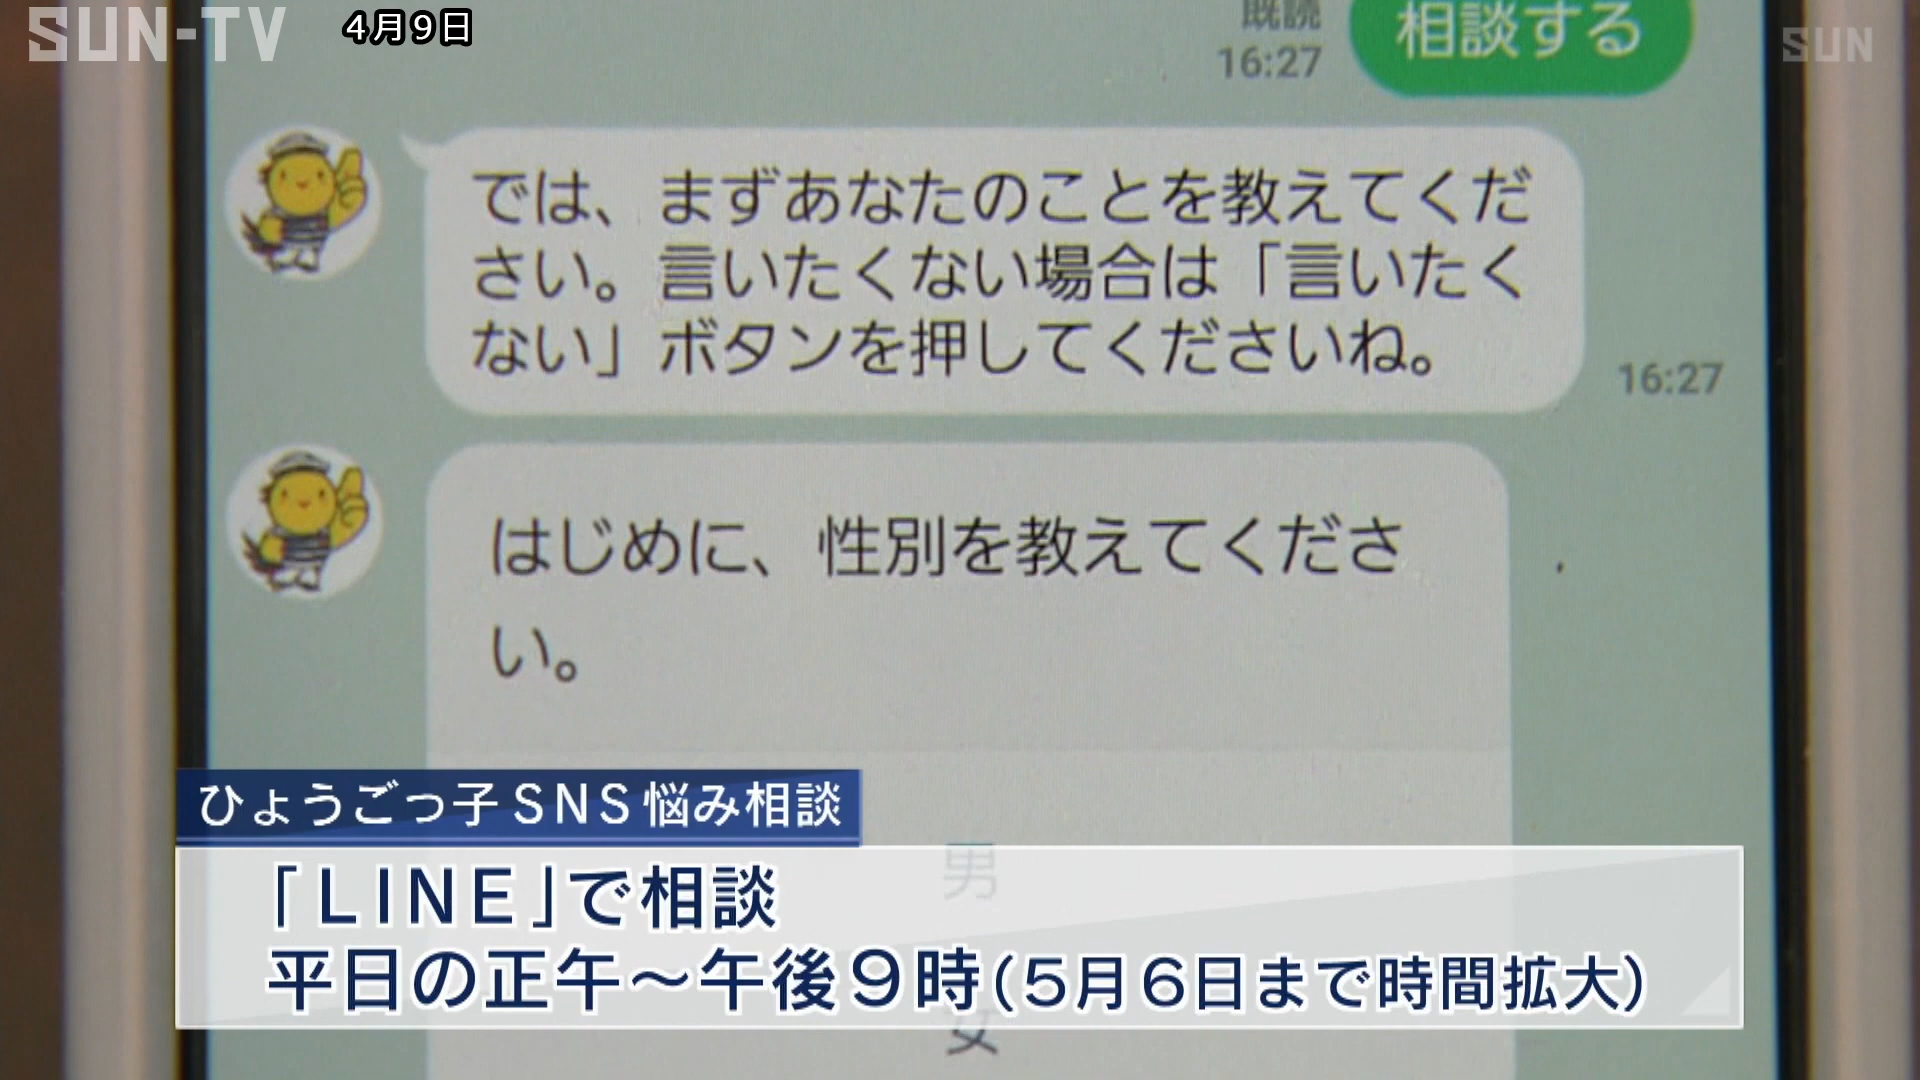 SUN-TV 4月9日
SUN
既読
16:27
相談する
では、まずあなたのことを教えてくだ
さい。言いたくない場合は「言いたく
ない」ボタンを押してくださいね。
16:27
はじめに、性別を教えてくださ
い。
男
女
ひょうごっ子SNS悩み相談
「LINE」で相談
平日の正午～午後9時(5月6日まで時間拡大)